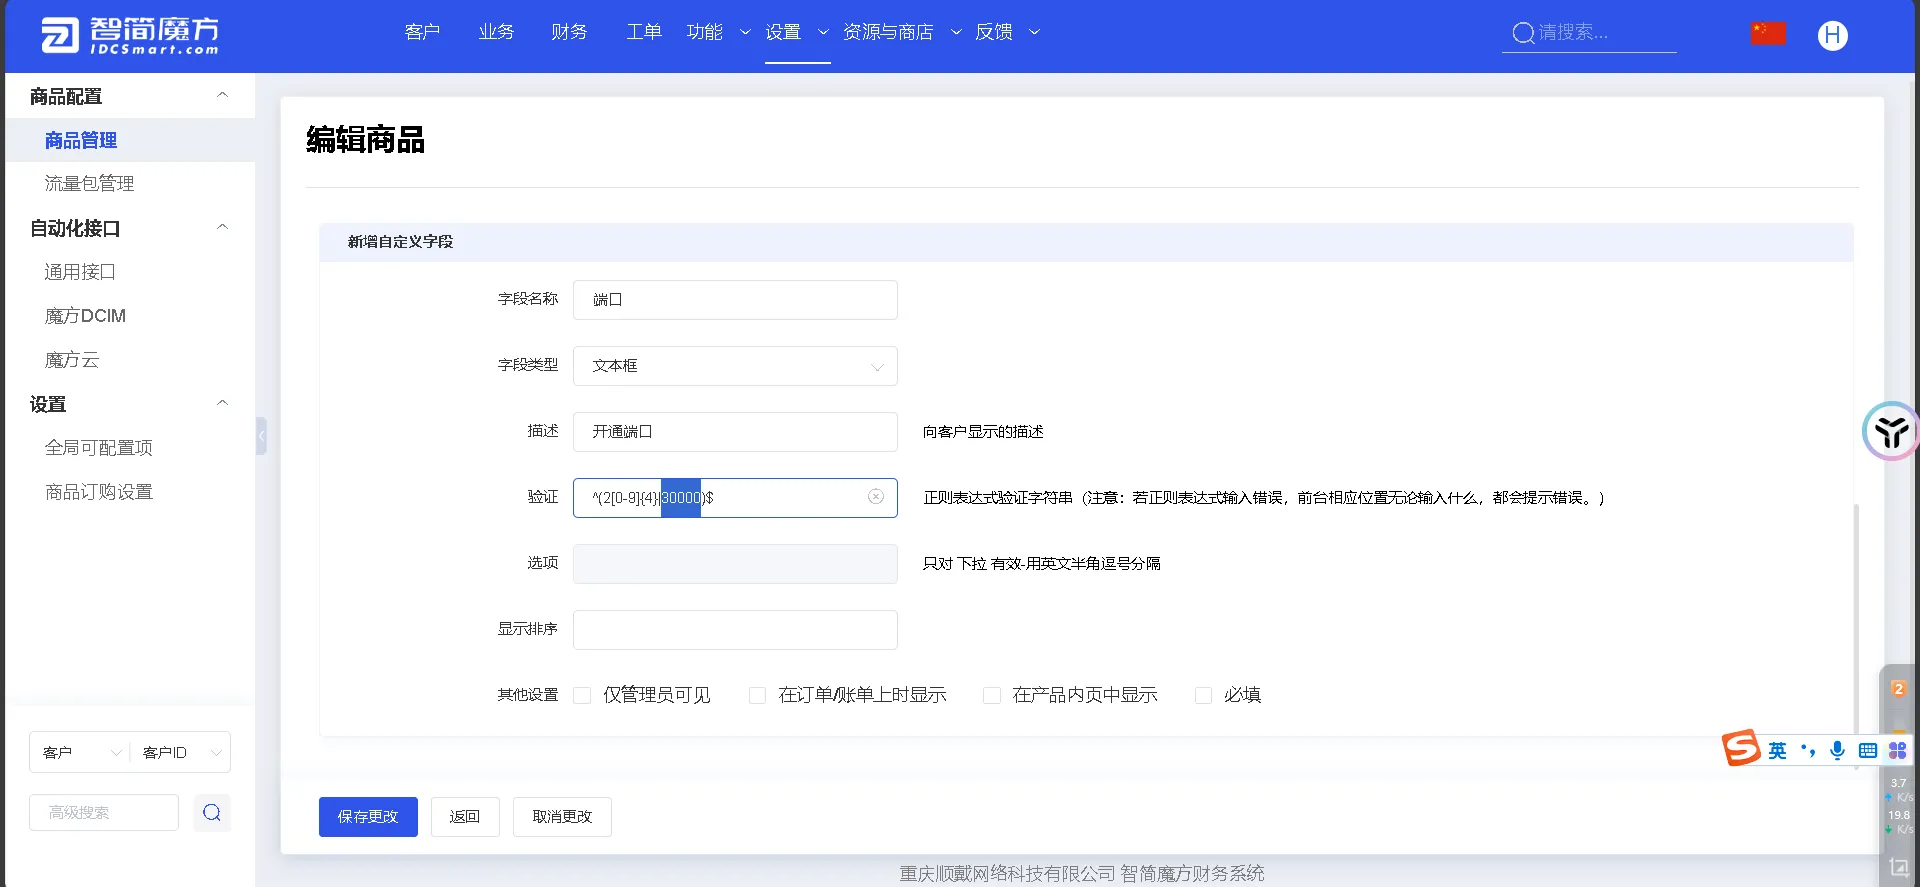 智简魔方
IDCSmart.com
客户
业务
财务
工单
功能
设置
资源与商店
反馈
请搜索...
H
商品配置
商品管理
流量包管理
自动化接口
通用接口
魔方DCIM
魔方云
设置
全局可配置项
商品订购设置
客户
客户ID
高级搜索
编辑商品
新增自定义字段
字段名称
端口
字段类型
文本框
描述
开通端口
向客户显示的描述
验证
^(2[0-9]{4}|30000)$
正则表达式验证字符串（注意：若正则表达式输入错误，前台相应位置无论输入什么，都会提示错误。）
选项
只对 下拉 有效-用英文半角逗号分隔
显示排序
其他设置
仅管理员可见
在订单/账单上时显示
在产品内页中显示
必填
保存更改
返回
取消更改
重庆顺戴网络科技有限公司 智简魔方财务系统
2
S
英
3.7
K/s
19.8
K/s